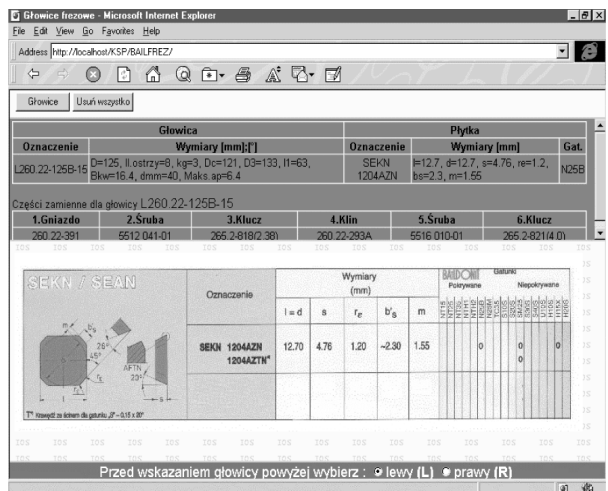 Głowice frezowe - Microsoft Internet Explorer
File Edit View Go Favorites Help
Address http://localhost/KSP/BAILFREZ/
Głowice Usuń wszystko
Głowica Płytka
Oznaczenie Wymiary [mm];[°] Oznaczenie Wymiary [mm] Gat.
L260.22-125B-15 D=125, Il.ostrzy=8, kg=3, Dc=121, D3=133, l1=63, Bkw=16.4, dmm=40, Maks.ap=6.4 SEKN 1204AZN l=12.7, d=12.7, s=4.76, re=1.2, bs=2.3, m=1.55 N25B
Części zamienne dla głowicy L260.22-125B-15
1.Gniazdo 2.Śruba 3.Klucz 4.Klin 5.Śruba 6.Klucz
260.22-391 5512 041-01 265.2-818(2.38) 260.22-293A 5516 010-01 265.2-821(4.0)
SEKN / SEAN
Oznaczenie
Wymiary
(mm)
BAILDONIT Gatunki
Pokrywane Niepokrywane
l = d s rε b's m
SEKN 1204AZN 12.70 4.76 1.20 ~2.30 1.55
1204AZTN*
m b's
26°
45°
AFTN
20°
rε
l s
Przed wskazaniem głowicy powyżej wybierz : lewy (L) prawy (R)